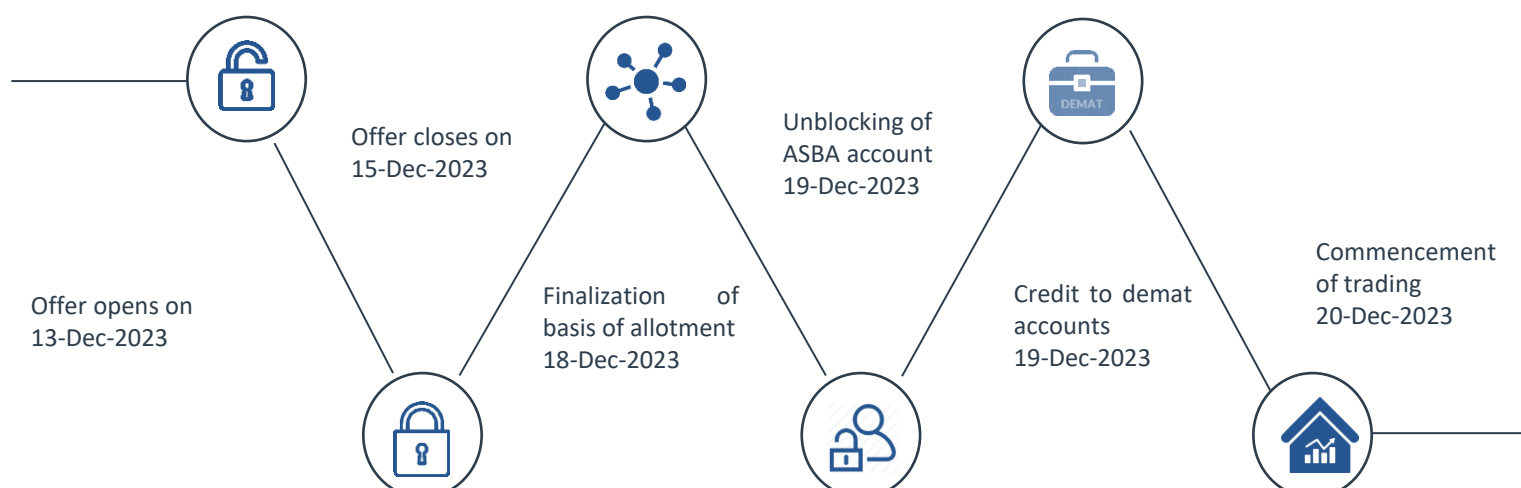 Offer opens on
13-Dec-2023
Offer closes on
15-Dec-2023
Finalization of
basis of allotment
18-Dec-2023
Unblocking of
ASBA account
19-Dec-2023
DEMAT
Credit to demat
accounts
19-Dec-2023
Commencement
of trading
20-Dec-2023